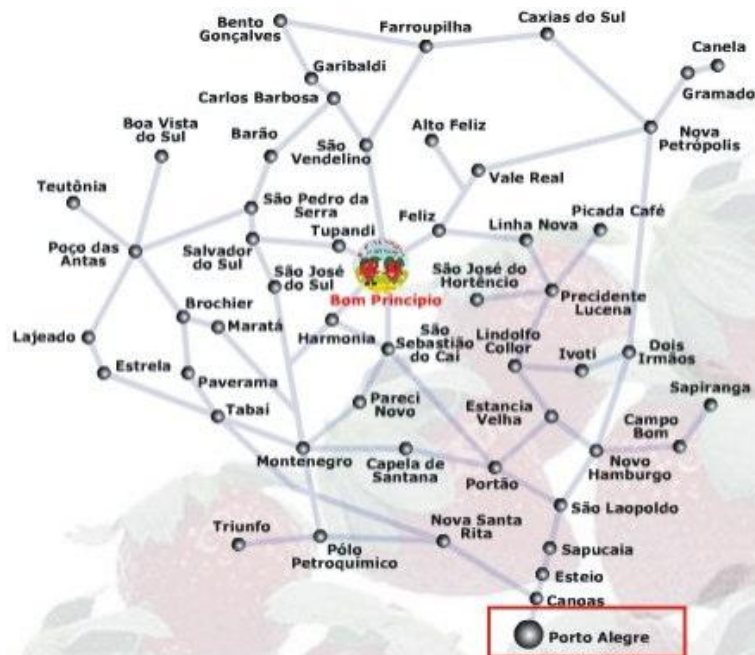 Bento
Gonçalves
Farroupilha
Caxias do Sul
Canela
Gramado
Garibaldi
Carlos Barbosa
Boa Vista
do Sul
Barão
São
Vendelino
Alto Feliz
Nova
Petrópolis
Vale Real
Teutônia
São Pedro da
Serra
Feliz
Linha Nova
Picada Café
Poço das
Antas
Salvador
do Sul
Tupandi
São José
do Sul
São José do
Hortêncio
Bom Princípio
Precidente
Lucena
Brochier
Maratá
Harmonia
São
Sebastião
do Caí
Lindolfo
Collor
Ivoti
Dois
Irmãos
Lajeado
Estrela
Paverama
Sapiranga
Tabaí
Pareci
Novo
Estancia
Velha
Campo
Bom
Montenegro
Capela de
Santana
Portão
Novo
Hamburgo
São Laopoldo
Triunfo
Pólo
Petroquímico
Nova Santa
Rita
Sapucaia
Esteio
Canoas
Porto Alegre